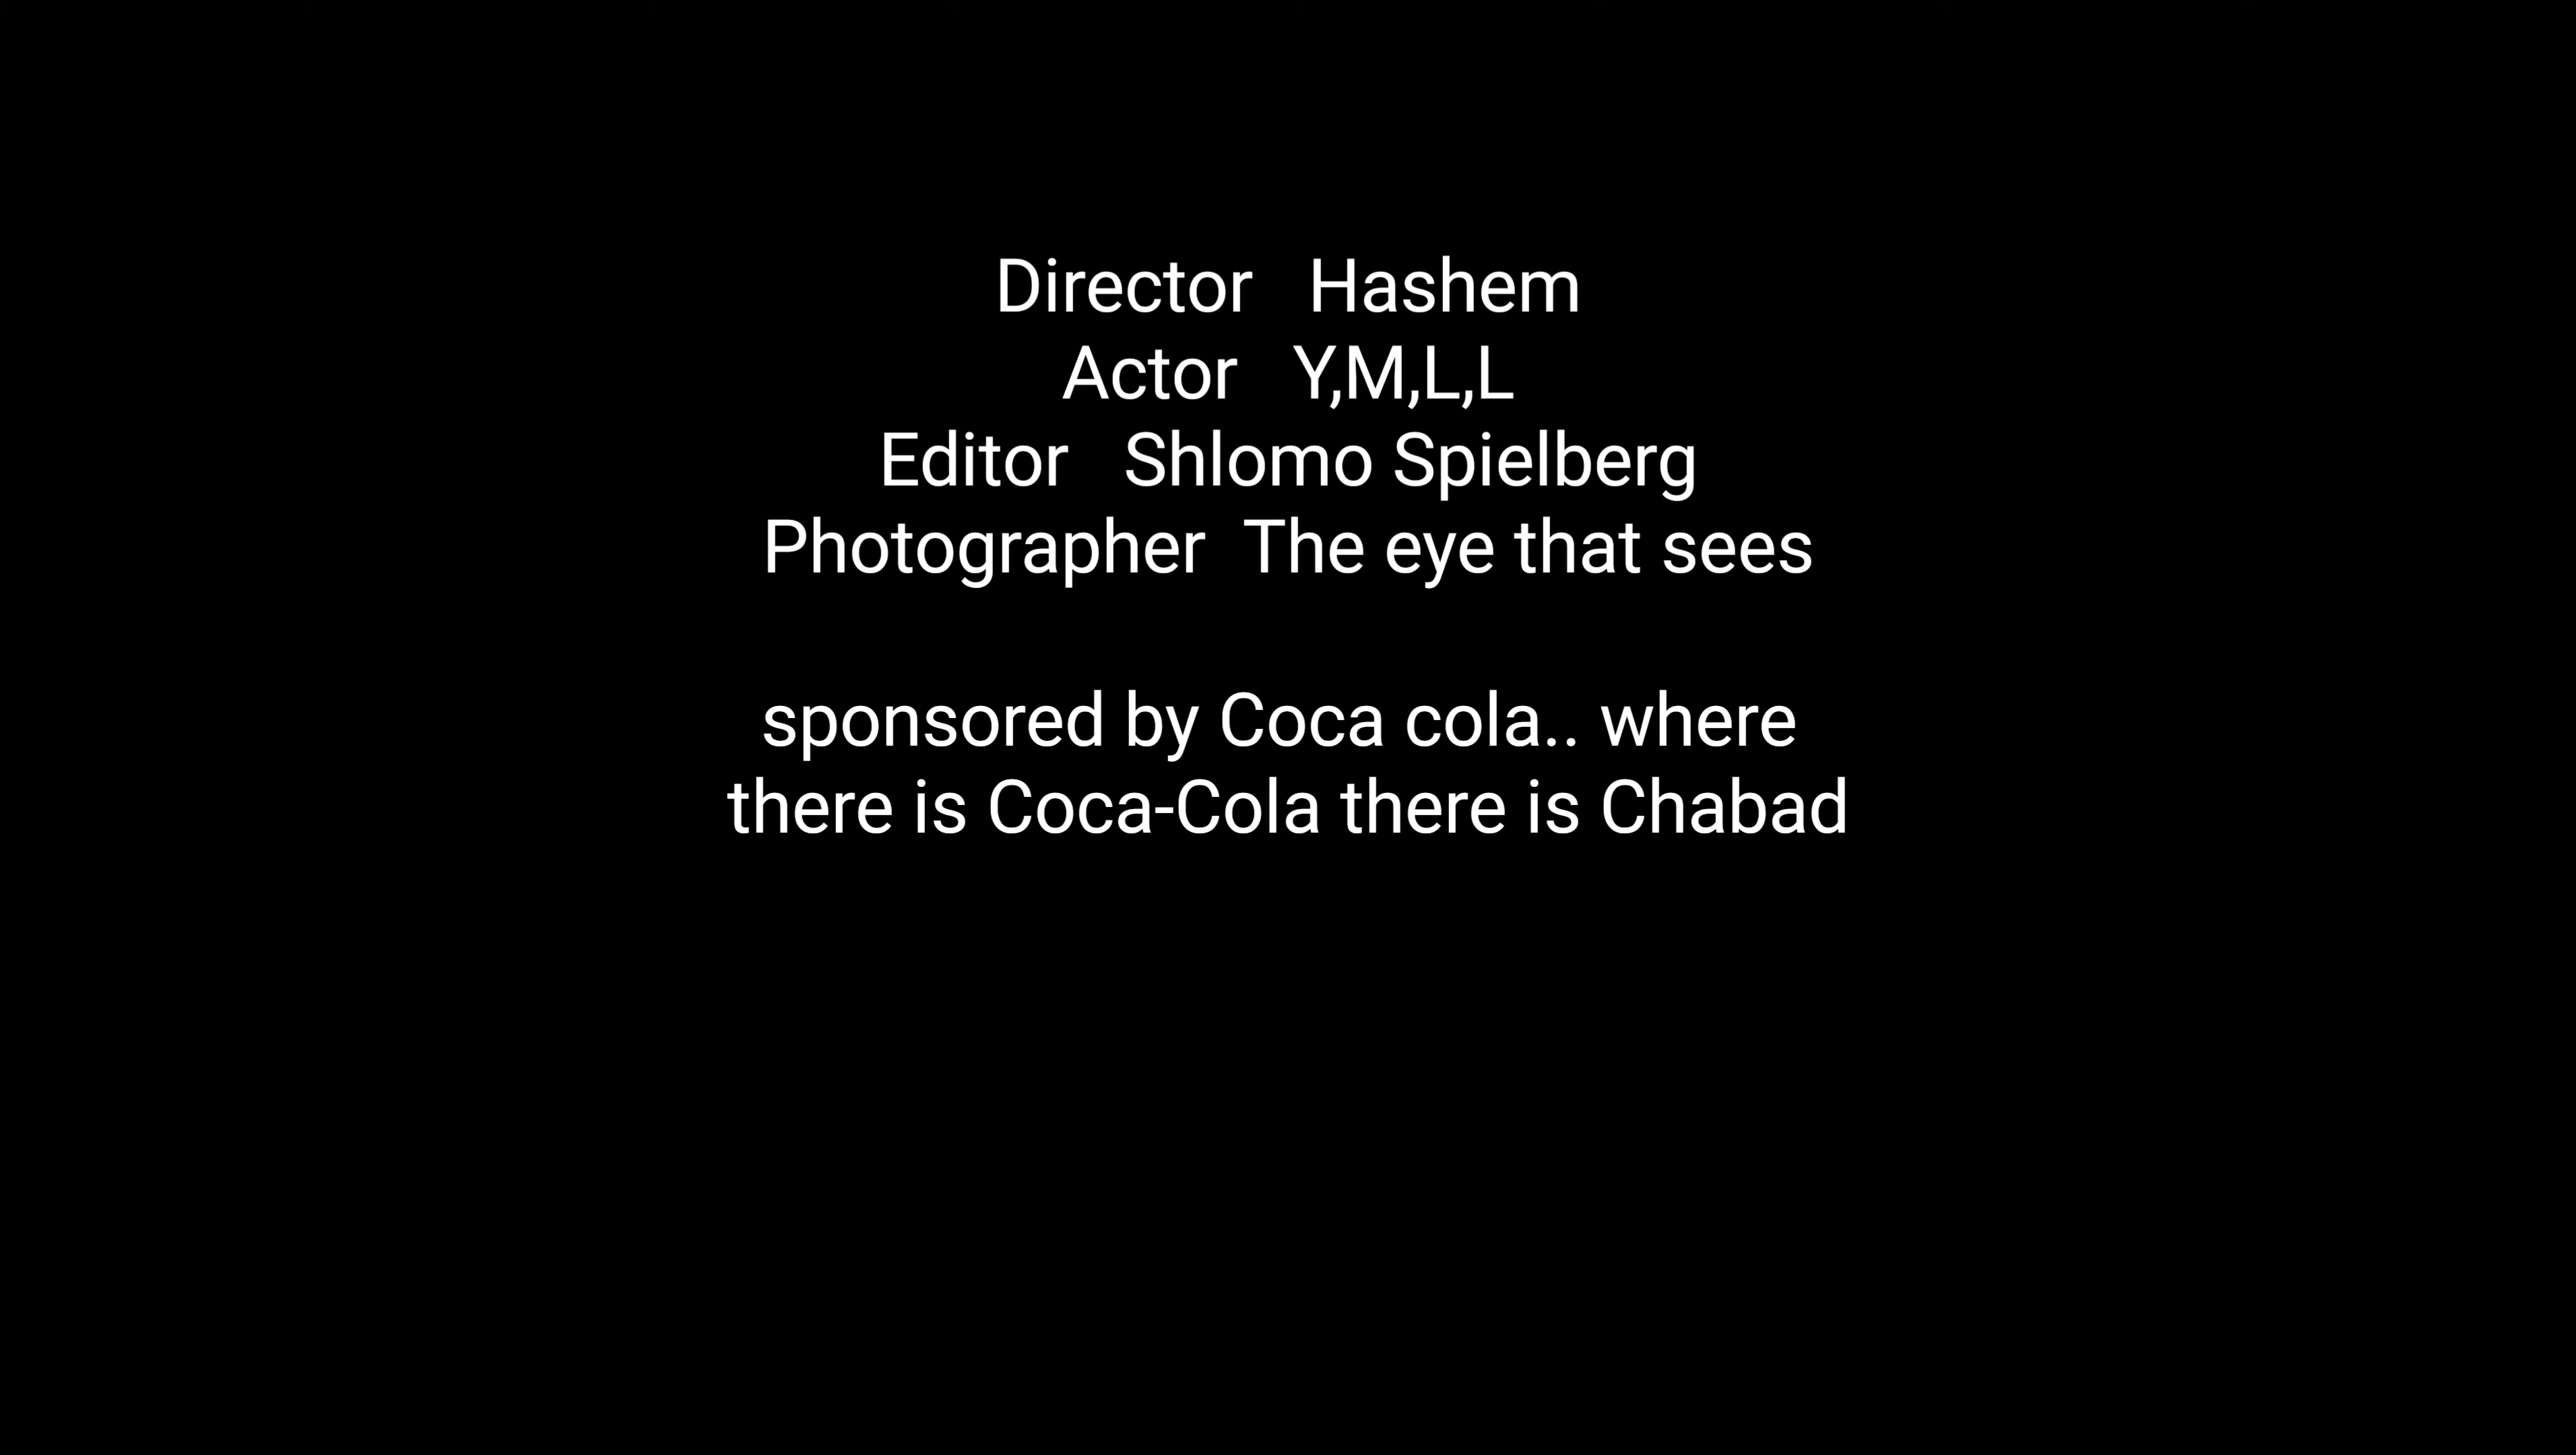 Director Hashem
Actor Y,M,L,L
Editor Shlomo Spielberg
Photographer The eye that sees
sponsored by Coca cola.. where
there is Coca-Cola there is Chabad